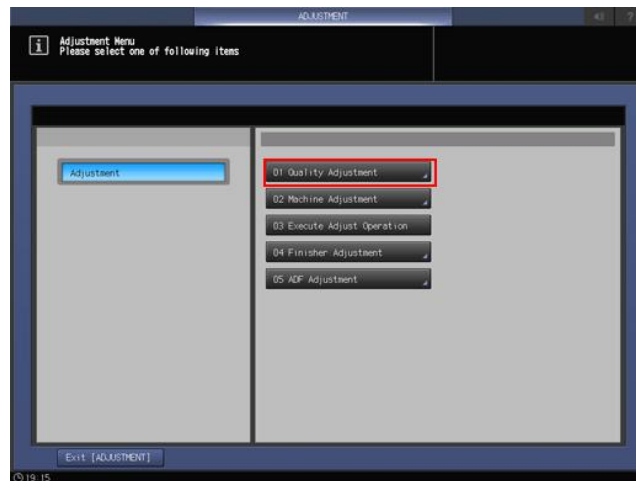 ADJUSTMENT
Adjustment Menu
Please select one of following items
Adjustment
01 Quality Adjustment
02 Machine Adjustment
03 Execute Adjust Operation
04 Finisher Adjustment
05 ADF Adjustment
Exit [ADJUSTMENT]
19:15